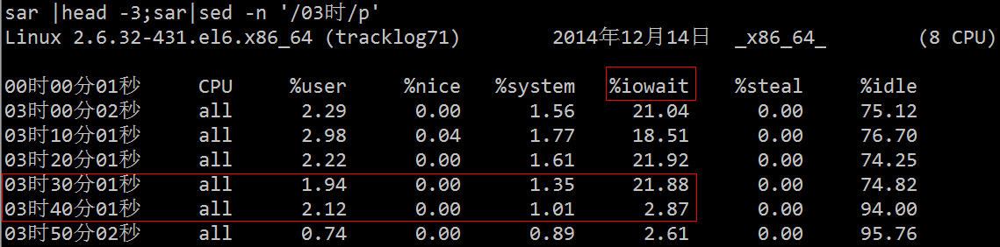 sar |head -3;sar|sed -n '/03时/p'
Linux 2.6.32-431.el6.x86_64 (tracklog71) 2014年12月14日 _x86_64_ (8 CPU)
00时00分01秒 CPU %user %nice %system %iowait %steal %idle
03时00分02秒 all 2.29 0.00 1.56 21.04 0.00 75.12
03时10分01秒 all 2.98 0.04 1.77 18.51 0.00 76.70
03时20分01秒 all 2.22 0.00 1.61 21.92 0.00 74.25
03时30分01秒 all 1.94 0.00 1.35 21.88 0.00 74.82
03时40分01秒 all 2.12 0.00 1.01 2.87 0.00 94.00
03时50分02秒 all 0.74 0.00 0.89 2.61 0.00 95.76